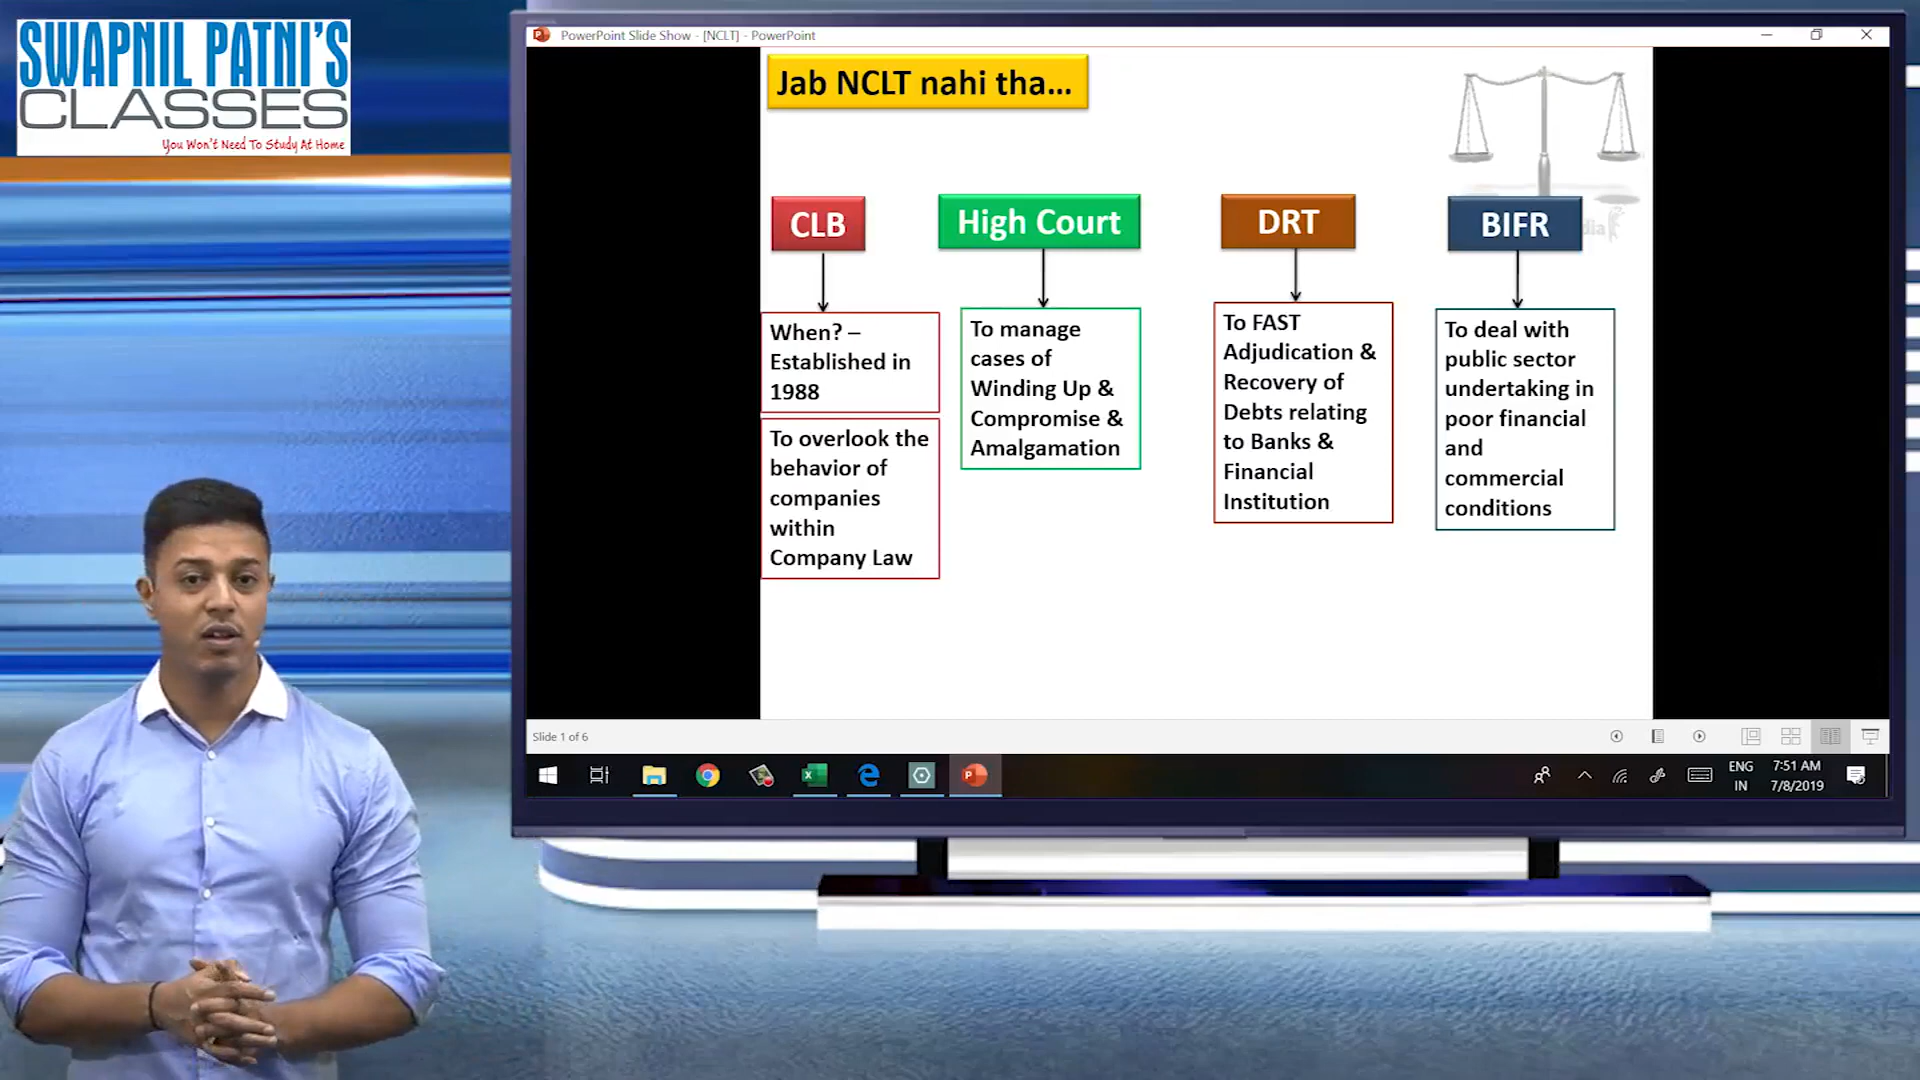 SWAPNIL PATNI'S
CLASSES
You Won't Need To Study At Home
PowerPoint Slide Show - [NCLT] - PowerPoint
Jab NCLT nahi tha...
CLB
When? –
Established in
1988
To overlook the
behavior of
companies
within
Company Law
High Court
To manage
cases of
Winding Up &
Compromise &
Amalgamation
DRT
To FAST
Adjudication &
Recovery of
Debts relating
to Banks &
Financial
Institution
BIFR
To deal with
public sector
undertaking in
poor financial
and
commercial
conditions
Slide 1 of 6
ENG
IN
7:51 AM
7/8/2019